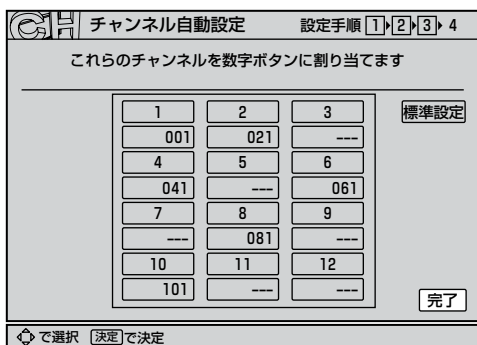 CH チャンネル自動設定 設定手順 1 2 3 4
これらのチャンネルを数字ボタンに割り当てます
1 2 3 標準設定
001 021 ---
4 5 6
041 --- 061
7 8 9
--- 081 ---
10 11 12
101 --- ---
完了
で選択 決定で決定